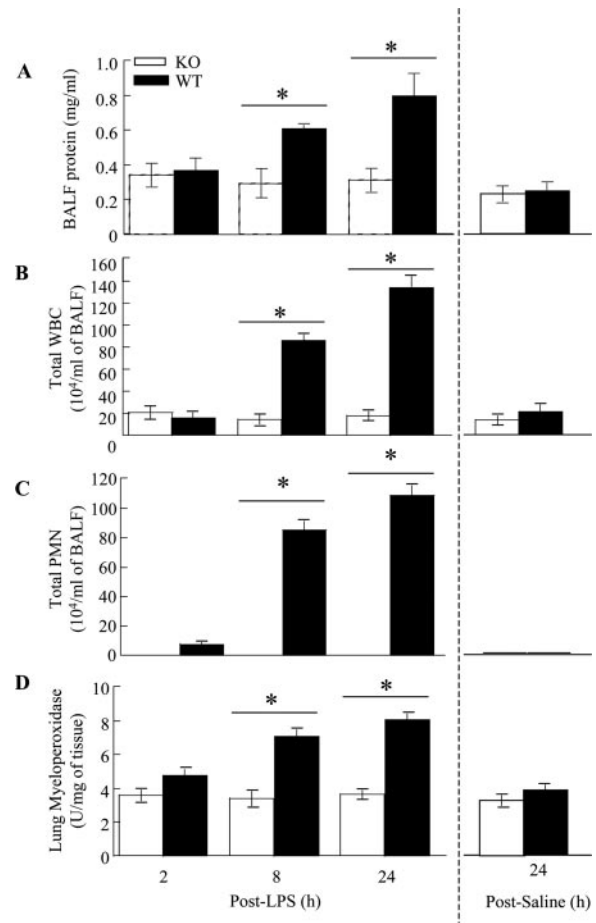 A
KO
WT
*
*
BALF protein (mg/ml)
1.0
0.8
0.6
0.4
0.2
0
B
*
*
Total WBC
(10⁴/ml of BALF)
160
140
120
100
80
60
40
20
0
C
*
*
Total PMN
(10⁴/ml of BALF)
120
100
80
60
40
20
0
D
*
*
Lung Myeloperoxidase
(U/mg of tissue)
10
8
6
4
2
0
2
8
24
24
Post-LPS (h)
Post-Saline (h)